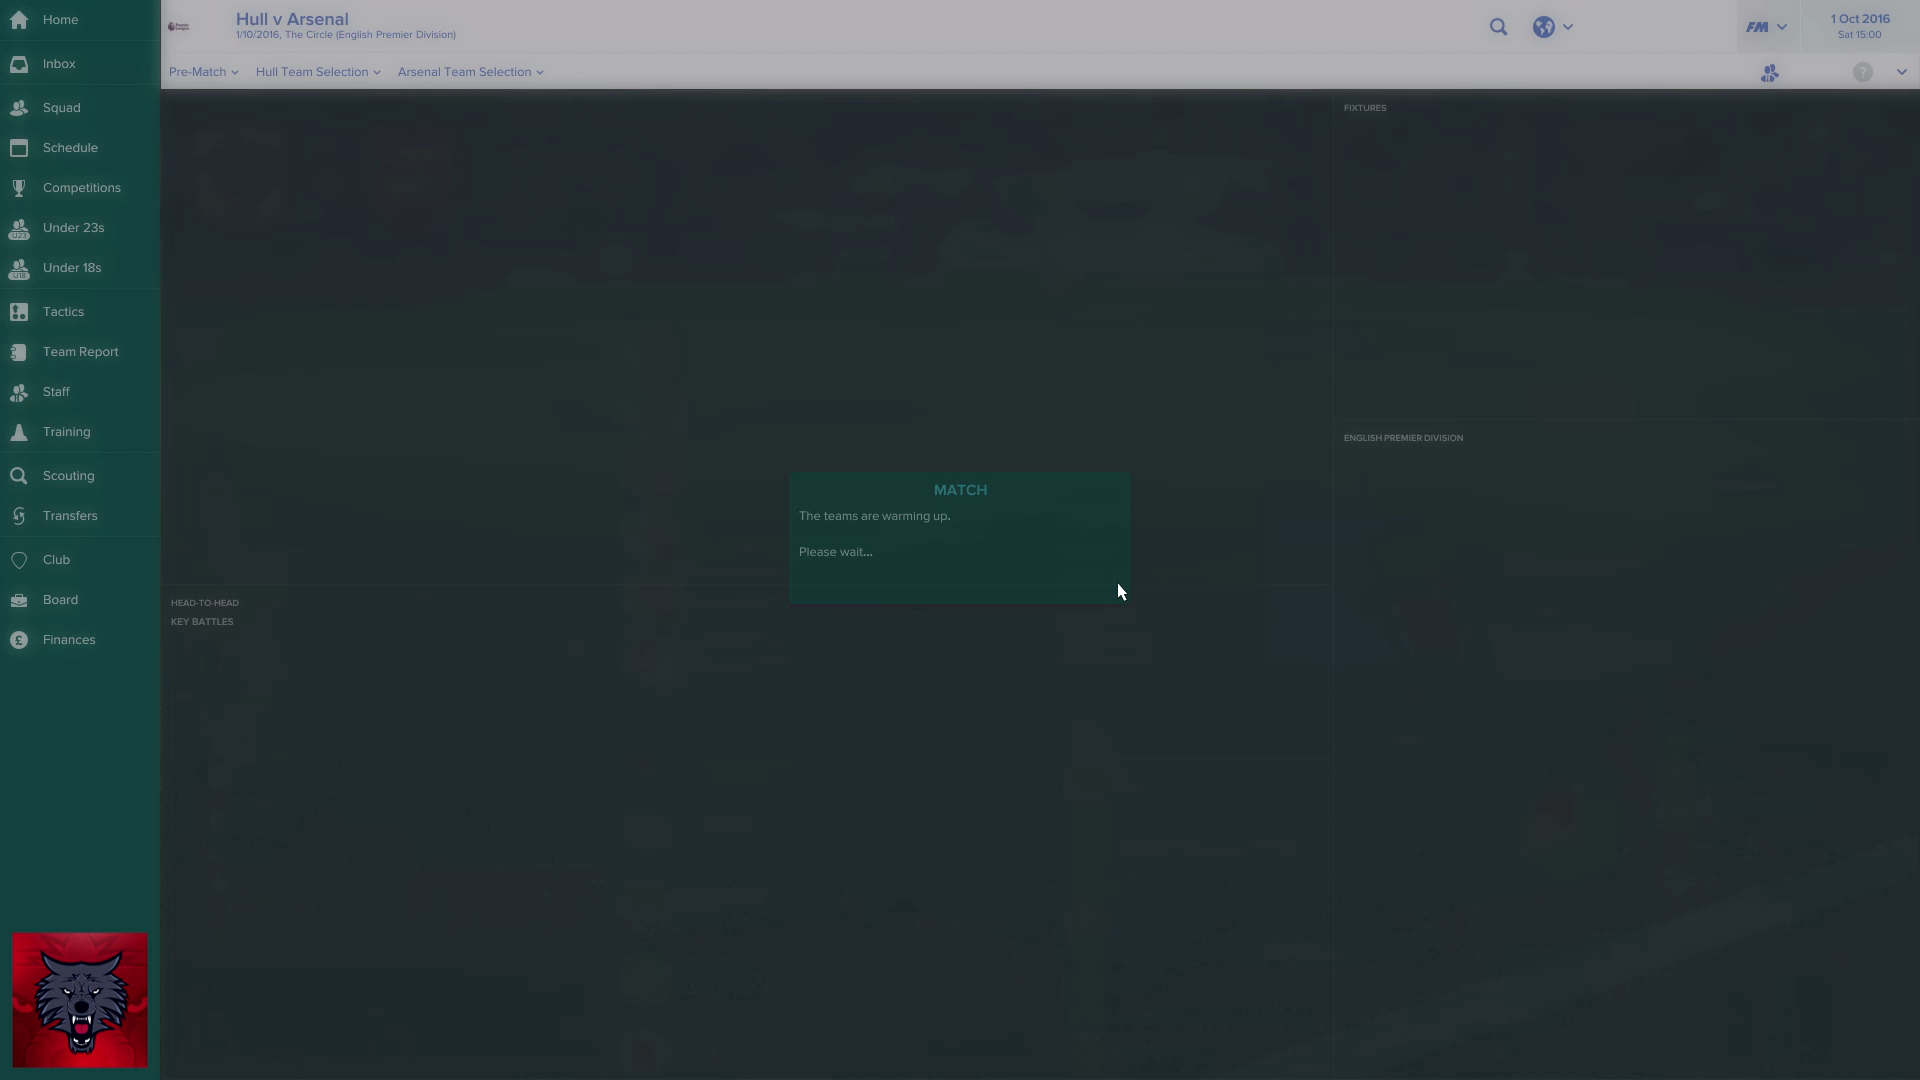 Home
Inbox
Squad
Schedule
Competitions
Under 23s
Under 18s
Tactics
Team Report
Staff
Training
Scouting
Transfers
Club
Board
Finances
Hull v Arsenal
1/10/2016, The Circle (English Premier Division)
FM
1 Oct 2016
Sat 15:00
Pre-Match
Hull Team Selection
Arsenal Team Selection
?
FIXTURES
ENGLISH PREMIER DIVISION
MATCH
The teams are warming up.
Please wait...
HEAD-TO-HEAD
KEY BATTLES